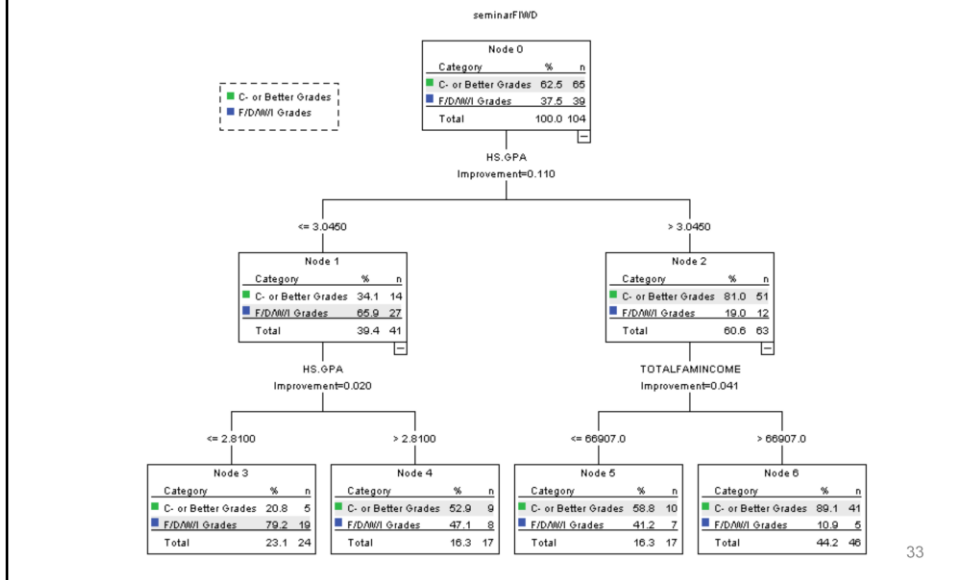 seminarFIWD
C- or Better Grades
F/D/W/I Grades
Node 0
Category % n
C- or Better Grades 62.5 65
F/D/W/I Grades 37.5 39
Total 100.0 104
HS.GPA
Improvement=0.110
<= 3.0450
> 3.0450
Node 1
Category % n
C- or Better Grades 34.1 14
F/D/W/I Grades 65.9 27
Total 39.4 41
Node 2
Category % n
C- or Better Grades 81.0 51
F/D/W/I Grades 19.0 12
Total 60.6 63
HS.GPA
Improvement=0.020
TOTALFAMINCOME
Improvement=0.041
<= 2.8100
> 2.8100
<= 66907.0
> 66907.0
Node 3
Category % n
C- or Better Grades 20.8 5
F/D/W/I Grades 79.2 19
Total 23.1 24
Node 4
Category % n
C- or Better Grades 52.9 9
F/D/W/I Grades 47.1 8
Total 16.3 17
Node 5
Category % n
C- or Better Grades 58.8 10
F/D/W/I Grades 41.2 7
Total 16.3 17
Node 6
Category % n
C- or Better Grades 89.1 41
F/D/W/I Grades 10.9 5
Total 44.2 46
33